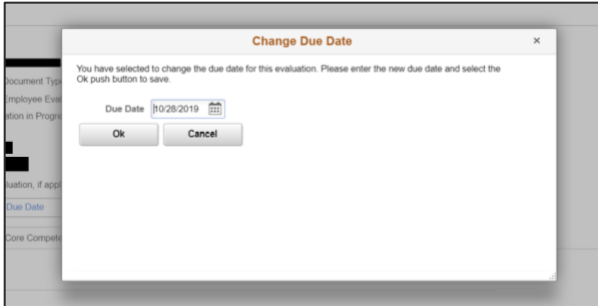 Change Due Date
×
You have selected to change the due date for this evaluation. Please enter the new due date and select the
Ok push button to save.
Due Date 10/28/2019
Ok Cancel
Document Typ
Employee Eval
ation in Progre
luation, if appl
Due Date
Core Compete